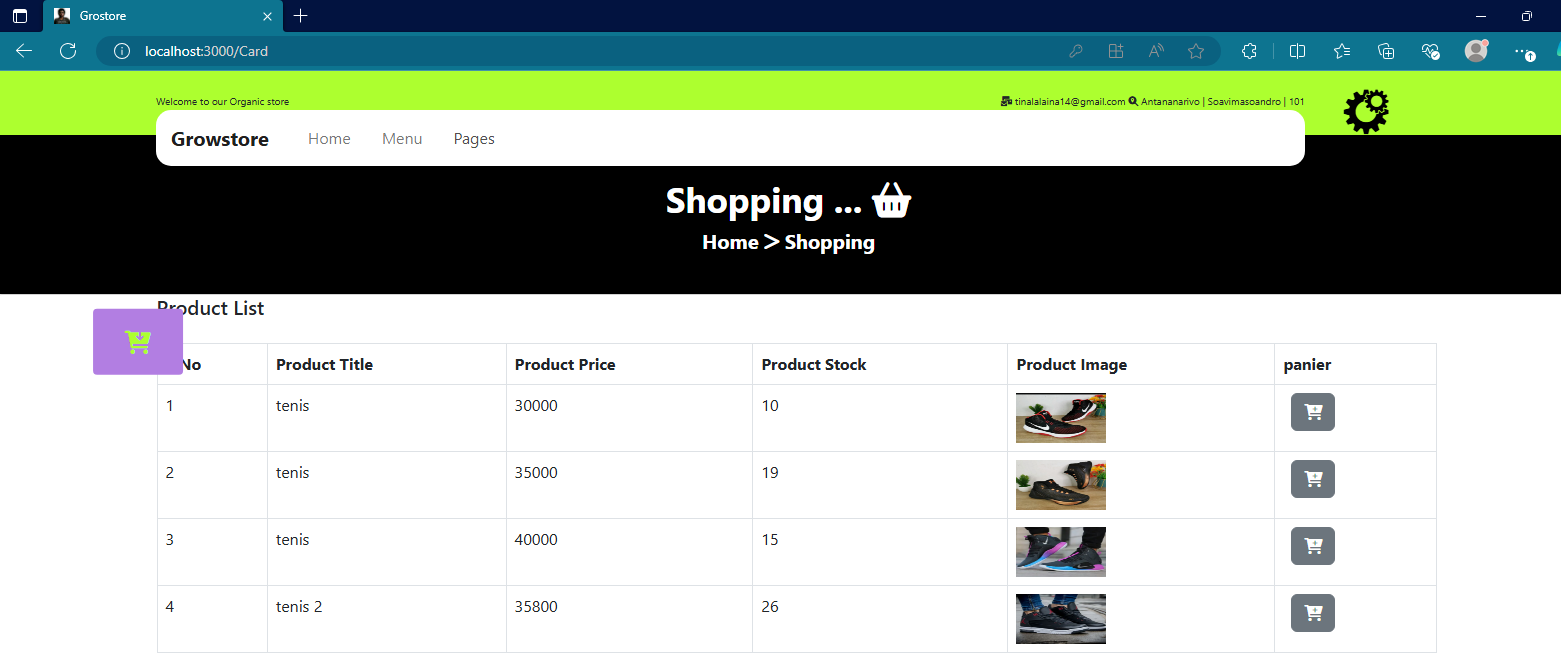 Grostore
localhost:3000/Card
Welcome to our Organic store
tinalalaina14@gmail.com Antananarivo | Soavimasoandro | 101
Growstore Home Menu Pages
Shopping ...
Home > Shopping
Product List
No Product Title Product Price Product Stock Product Image panier
1 tenis 30000 10
2 tenis 35000 19
3 tenis 40000 15
4 tenis 2 35800 26